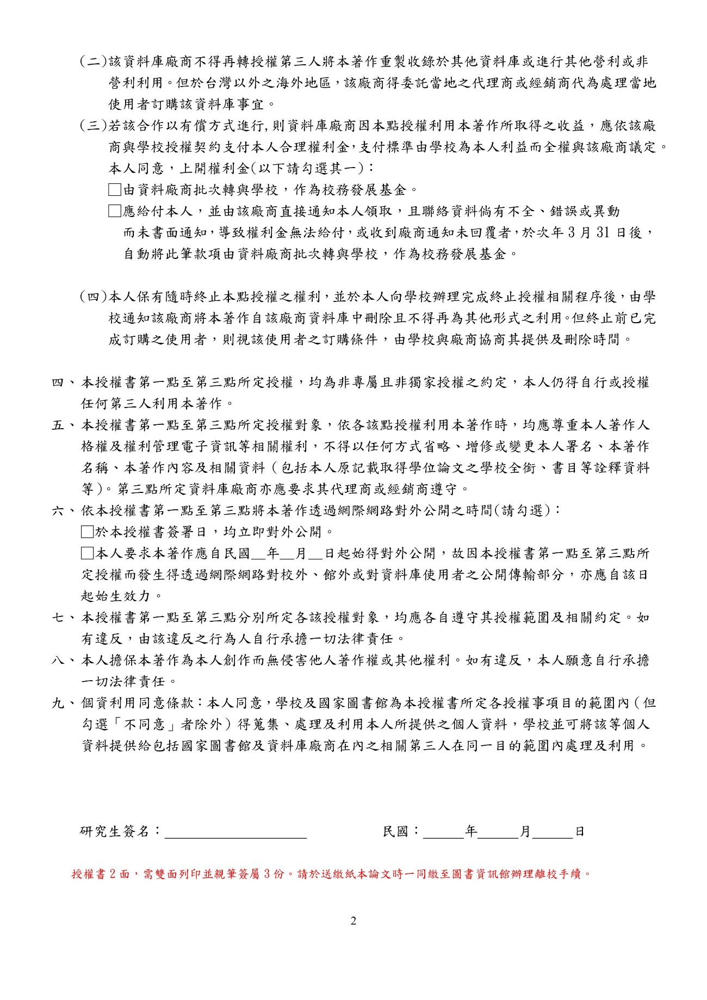 (二)該資料庫廠商不得再轉授權第三人將本著作重製收錄於其他資料庫或進行其他營利或非
營利利用。但於台灣以外之海外地區，該廠商得委託當地之代理商或經銷商代為處理當地
使用者訂購該資料庫事宜。
(三)若該合作以有償方式進行,則資料庫廠商因本點授權利用本著作所取得之收益，應依該廠
商與學校授權契約支付本人合理權利金，支付標準由學校為本人利益而全權與該廠商議定。
本人同意，上開權利金(以下請勾選其一)：
□由資料廠商批次轉與學校，作為校務發展基金。
□應給付本人，並由該廠商直接通知本人領取，且聯絡資料倘有不全、錯誤或異動
而未書面通知，導致權利金無法給付，或收到廠商通知未回覆者，於次年 3 月 31 日後，
自動將此筆款項由資料廠商批次轉與學校，作為校務發展基金。
(四)本人保有隨時終止本點授權之權利，並於本人向學校辦理完成終止授權相關程序後，由學
校通知該廠商將本著作自該廠商資料庫中刪除且不得再為其他形式之利用。但終止前已完
成訂購之使用者，則視該使用者之訂購條件，由學校與廠商協商其提供及刪除時間。
四、本授權書第一點至第三點所定授權，均為非專屬且非獨家授權之約定，本人仍得自行或授權
任何第三人利用本著作。
五、本授權書第一點至第三點所定授權對象，依各該點授權利用本著作時，均應尊重本人著作人
格權及權利管理電子資訊等相關權利，不得以任何方式省略、增修或變更本人署名、本著作
名稱、本著作內容及相關資料（包括本人原記載取得學位論文之學校全銜、書目等詮釋資料
等）。第三點所定資料庫廠商亦應要求其代理商或經銷商遵守。
六、依本授權書第一點至第三點將本著作透過網際網路對外公開之時間(請勾選)：
□於本授權書簽署日，均立即對外公開。
□本人要求本著作應自民國__年__月__日起始得對外公開，故因本授權書第一點至第三點所
定授權而發生得透過網際網路對校外、館外或對資料庫使用者之公開傳輸部分，亦應自該日
起始生效力。
七、本授權書第一點至第三點分別所定各該授權對象，均應各自遵守其授權範圍及相關約定。如
有違反，由該違反之行為人自行承擔一切法律責任。
八、本人擔保本著作為本人創作而無侵害他人著作權或其他權利。如有違反，本人願意自行承擔
一切法律責任。
九、個資利用同意條款：本人同意，學校及國家圖書館為本授權書所定各授權事項目的範圍內（但
勾選「不同意」者除外）得蒐集、處理及利用本人所提供之個人資料，學校並可將該等個人
資料提供給包括國家圖書館及資料庫廠商在內之相關第三人在同一目的範圍內處理及利用。
研究生簽名：____________________ 民國：______年______月______日
授權書 2 面，需雙面列印並親筆簽屬 3 份。請於送繳紙本論文時一同繳至圖書資訊館辦理離校手續。
2